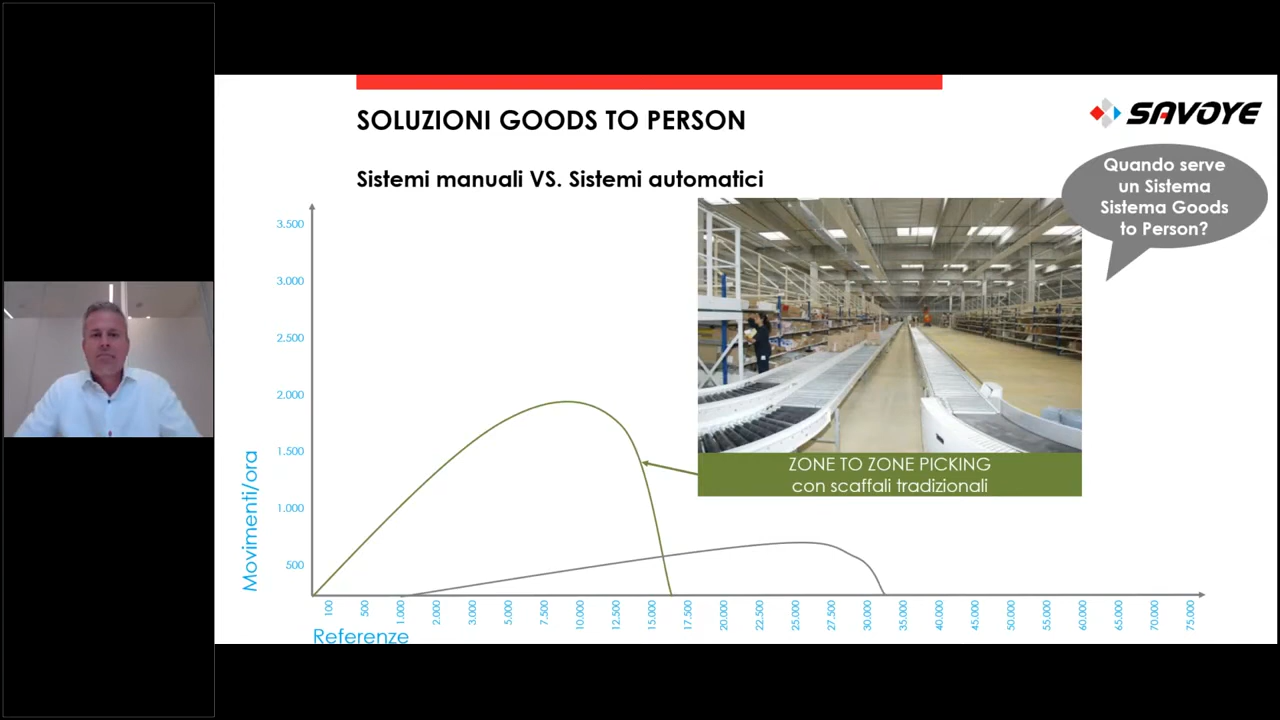 SOLUZIONI GOODS TO PERSON
SAVOYE
Sistemi manuali VS. Sistemi automatici
Quando serve
un Sistema
Sistema Goods
to Person?
3.500
3.000
2.500
2.000
1.500
1.000
500
Movimenti/ora
ZONE TO ZONE PICKING
con scaffali tradizionali
100
500
1.000
2.000
3.000
5.000
7.500
10.000
12.500
15.000
17.500
20.000
22.500
25.000
27.500
30.000
35.000
40.000
45.000
50.000
55.000
60.000
65.000
70.000
75.000
Referenze